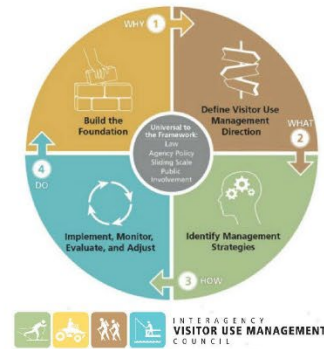 WHY 1
Build the
Foundation
Define Visitor Use
Management
Direction
WHAT
2
Universal to
the Framework:
Law
Agency Policy
Sliding Scale
Public
Involvement
4
DO
Implement, Monitor,
Evaluate, and Adjust
Identify Management
Strategies
3 HOW
INTERAGENCY
VISITOR USE MANAGEMENT
COUNCIL